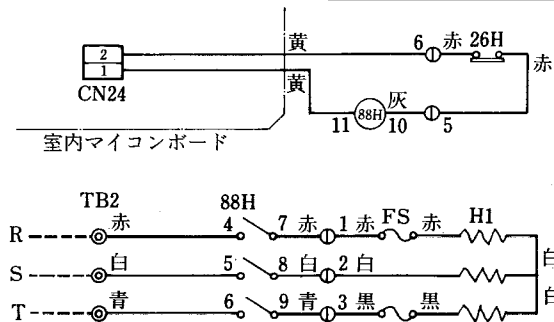 黄 6 赤 26H
2
1
黄
赤
CN24
灰
11 88H 10 5
室内マイコンボード
TB2 88H
R 赤 4 7 赤 1 赤 FS 赤 H1
S 白 5 8 白 2 白 白
T 青 6 9 青 3 黒 黒 白